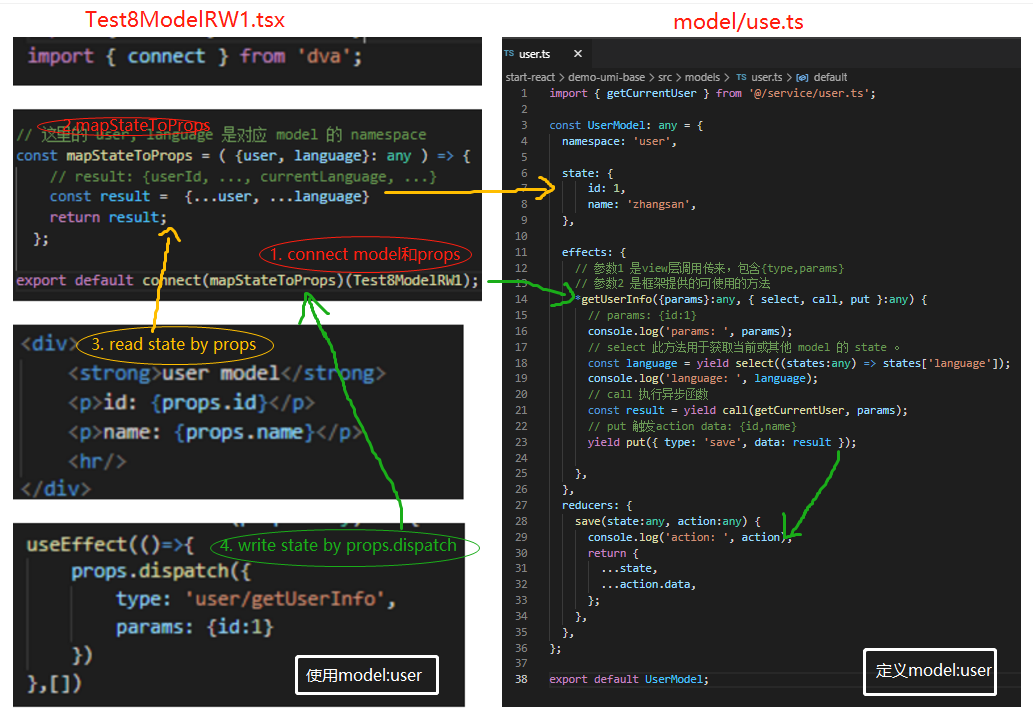 Test8ModelRW1.tsx
import { connect } from 'dva';
2.mapStateToProps
// 这里的 user, language 是对应 model 的 namespace
const mapStateToProps = ( {user, language}: any ) => {
// result: {userId, ..., currentLanguage, ...}
const result = {...user, ...language}
return result;
};
1. connect model和props
export default connect(mapStateToProps)(Test8ModelRW1);
<div>
3. read state by props
<strong>user model</strong>
<p>id: {props.id}</p>
<p>name: {props.name}</p>
<hr/>
</div>
useEffect(()=>{
4. write state by props.dispatch
props.dispatch({
type: 'user/getUserInfo',
params: {id:1}
})
},[])
使用model:user
model/use.ts
TS user.ts ×
start-react > demo-umi-base > src > models > TS user.ts > default
1 import { getCurrentUser } from '@/service/user.ts';
2
3 const UserModel: any = {
4 namespace: 'user',
5
6 state: {
7 id: 1,
8 name: 'zhangsan',
9 },
10
11 effects: {
12 // 参数1 是view层调用传来，包含{type,params}
13 // 参数2 是框架提供的可使用的方法
14 *getUserInfo({params}:any, { select, call, put }:any) {
15 // params: {id:1}
16 console.log('params: ', params);
17 // select 此方法用于获取当前或其他 model 的 state 。
18 const language = yield select((states:any) => states['language']);
19 console.log('language: ', language);
20 // call 执行异步函数
21 const result = yield call(getCurrentUser, params);
22 // put 触发action data: {id,name}
23 yield put({ type: 'save', data: result });
24
25 },
26 },
27 reducers: {
28 save(state:any, action:any) {
29 console.log('action: ', action);
30 return {
31 ...state,
32 ...action.data,
33 };
34 },
35 },
36 };
37
38 export default UserModel;
定义model:user